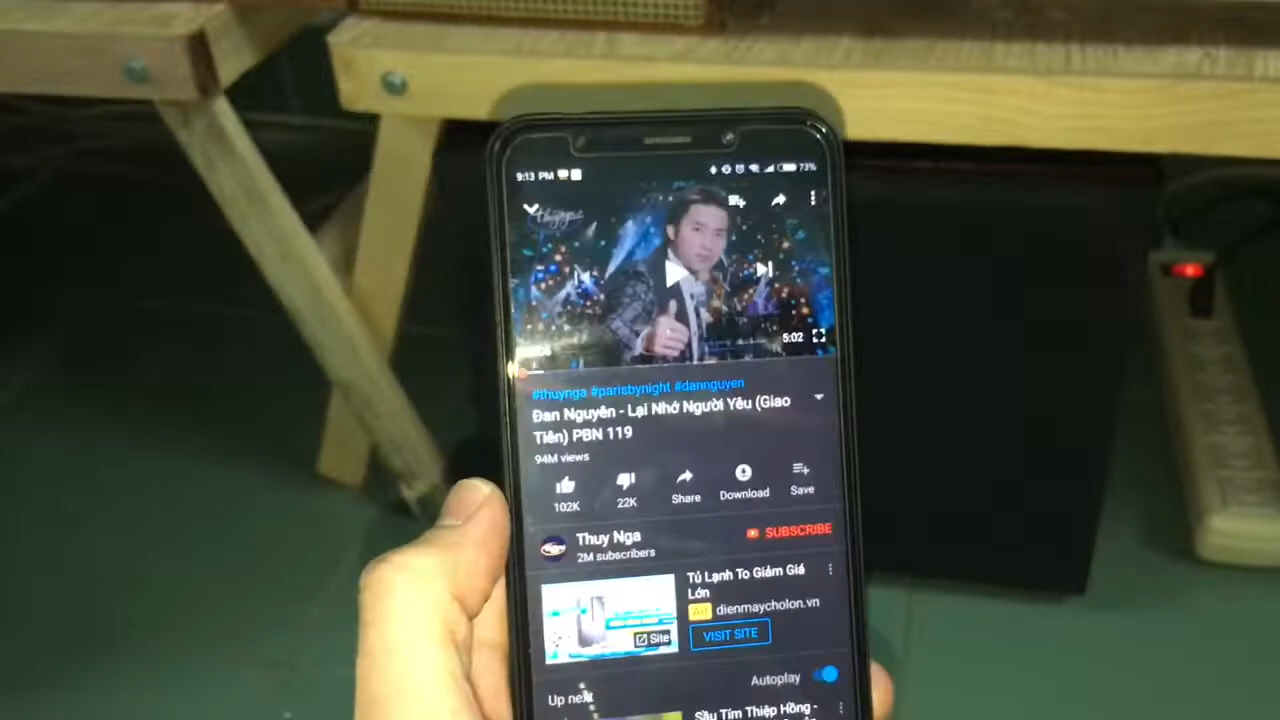 9:13 PM
73%
thúynga
5:02
#thuynga #parisbynight #dannguyen
Đan Nguyên - Lại Nhớ Người Yêu (Giao
Tiên) PBN 119
94M views
102K
22K
Share
Download
Save
Thuy Nga
2M subscribers
SUBSCRIBE
Tủ Lạnh To Giảm Giá
Lớn
Ad dienmaycholon.vn
Site
VISIT SITE
Autoplay
Up next
Sầu Tím Thiệp Hồng -